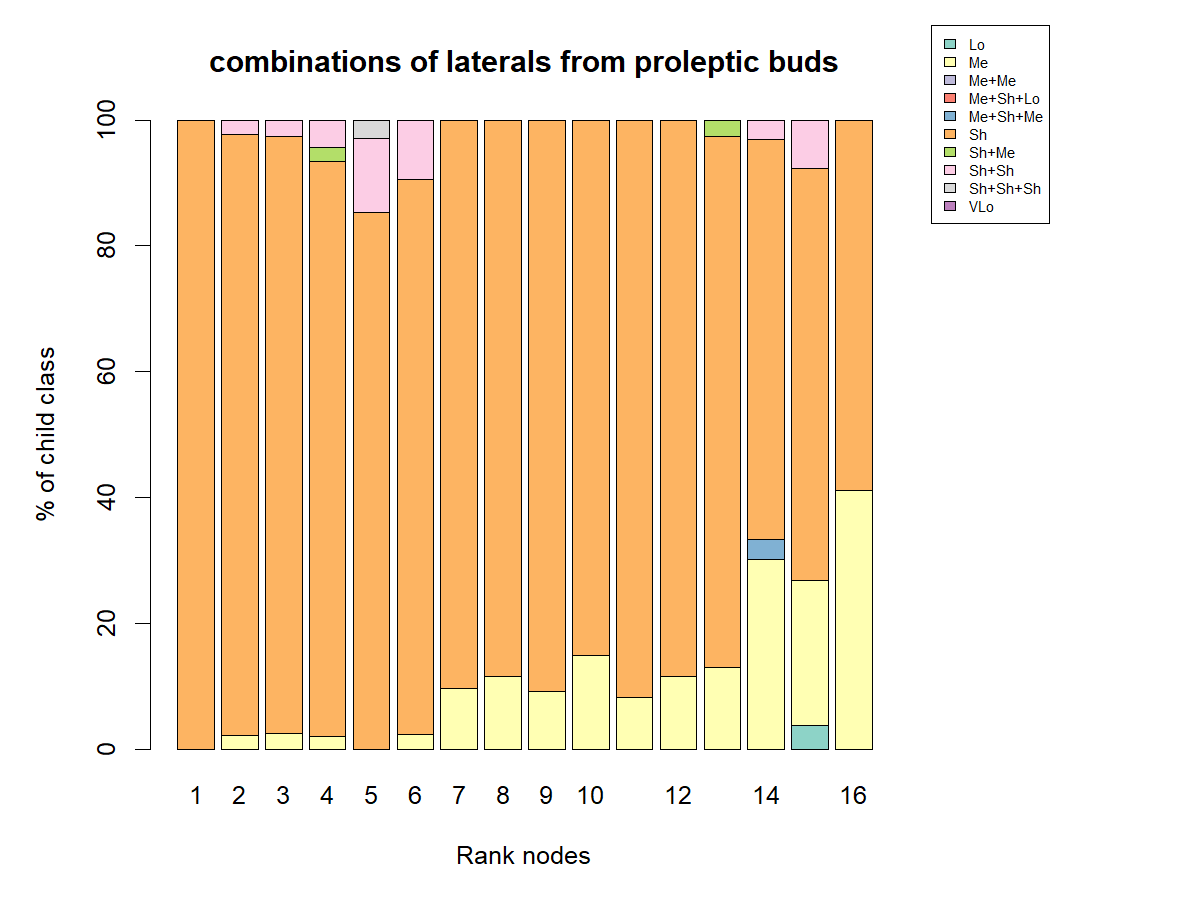 combinations of laterals from proleptic buds
Lo
Me
Me+Me
Me+Sh+Lo
Me+Sh+Me
Sh
Sh+Me
Sh+Sh
Sh+Sh+Sh
VLo
% of child class
100
80
60
40
20
0
1 2 3 4 5 6 7 8 9 10 12 14 16
Rank nodes